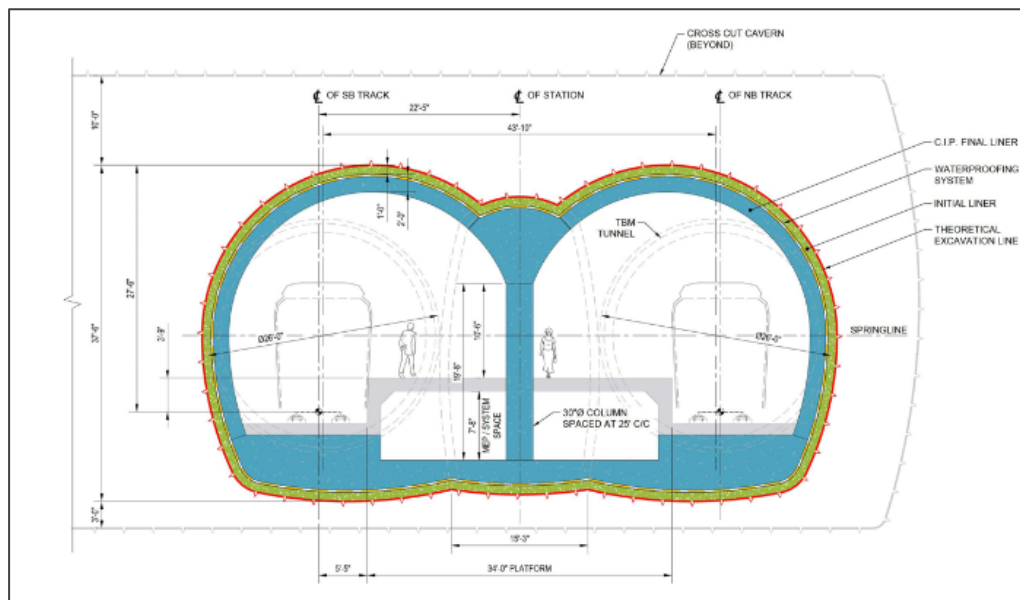 CROSS CUT CAVERN
(BEYOND)
℄ OF SB TRACK
℄ OF STATION
℄ OF NB TRACK
22'-5"
43'-10"
10'-0"
C.I.P. FINAL LINER
WATERPROOFING
SYSTEM
INITIAL LINER
THEORETICAL
EXCAVATION LINE
1'-0"
2'-0"
TBM
TUNNEL
27'-6"
37'-6"
3'-9"
Ø26'-0"
Ø26'-0"
SPRINGLINE
10'-6"
19'-8"
7'-8"
MEP / SYSTEM
SPACE
30"Ø COLUMN
SPACED AT 25' C/C
3'-0"
15'-3"
5'-5"
34'-0" PLATFORM